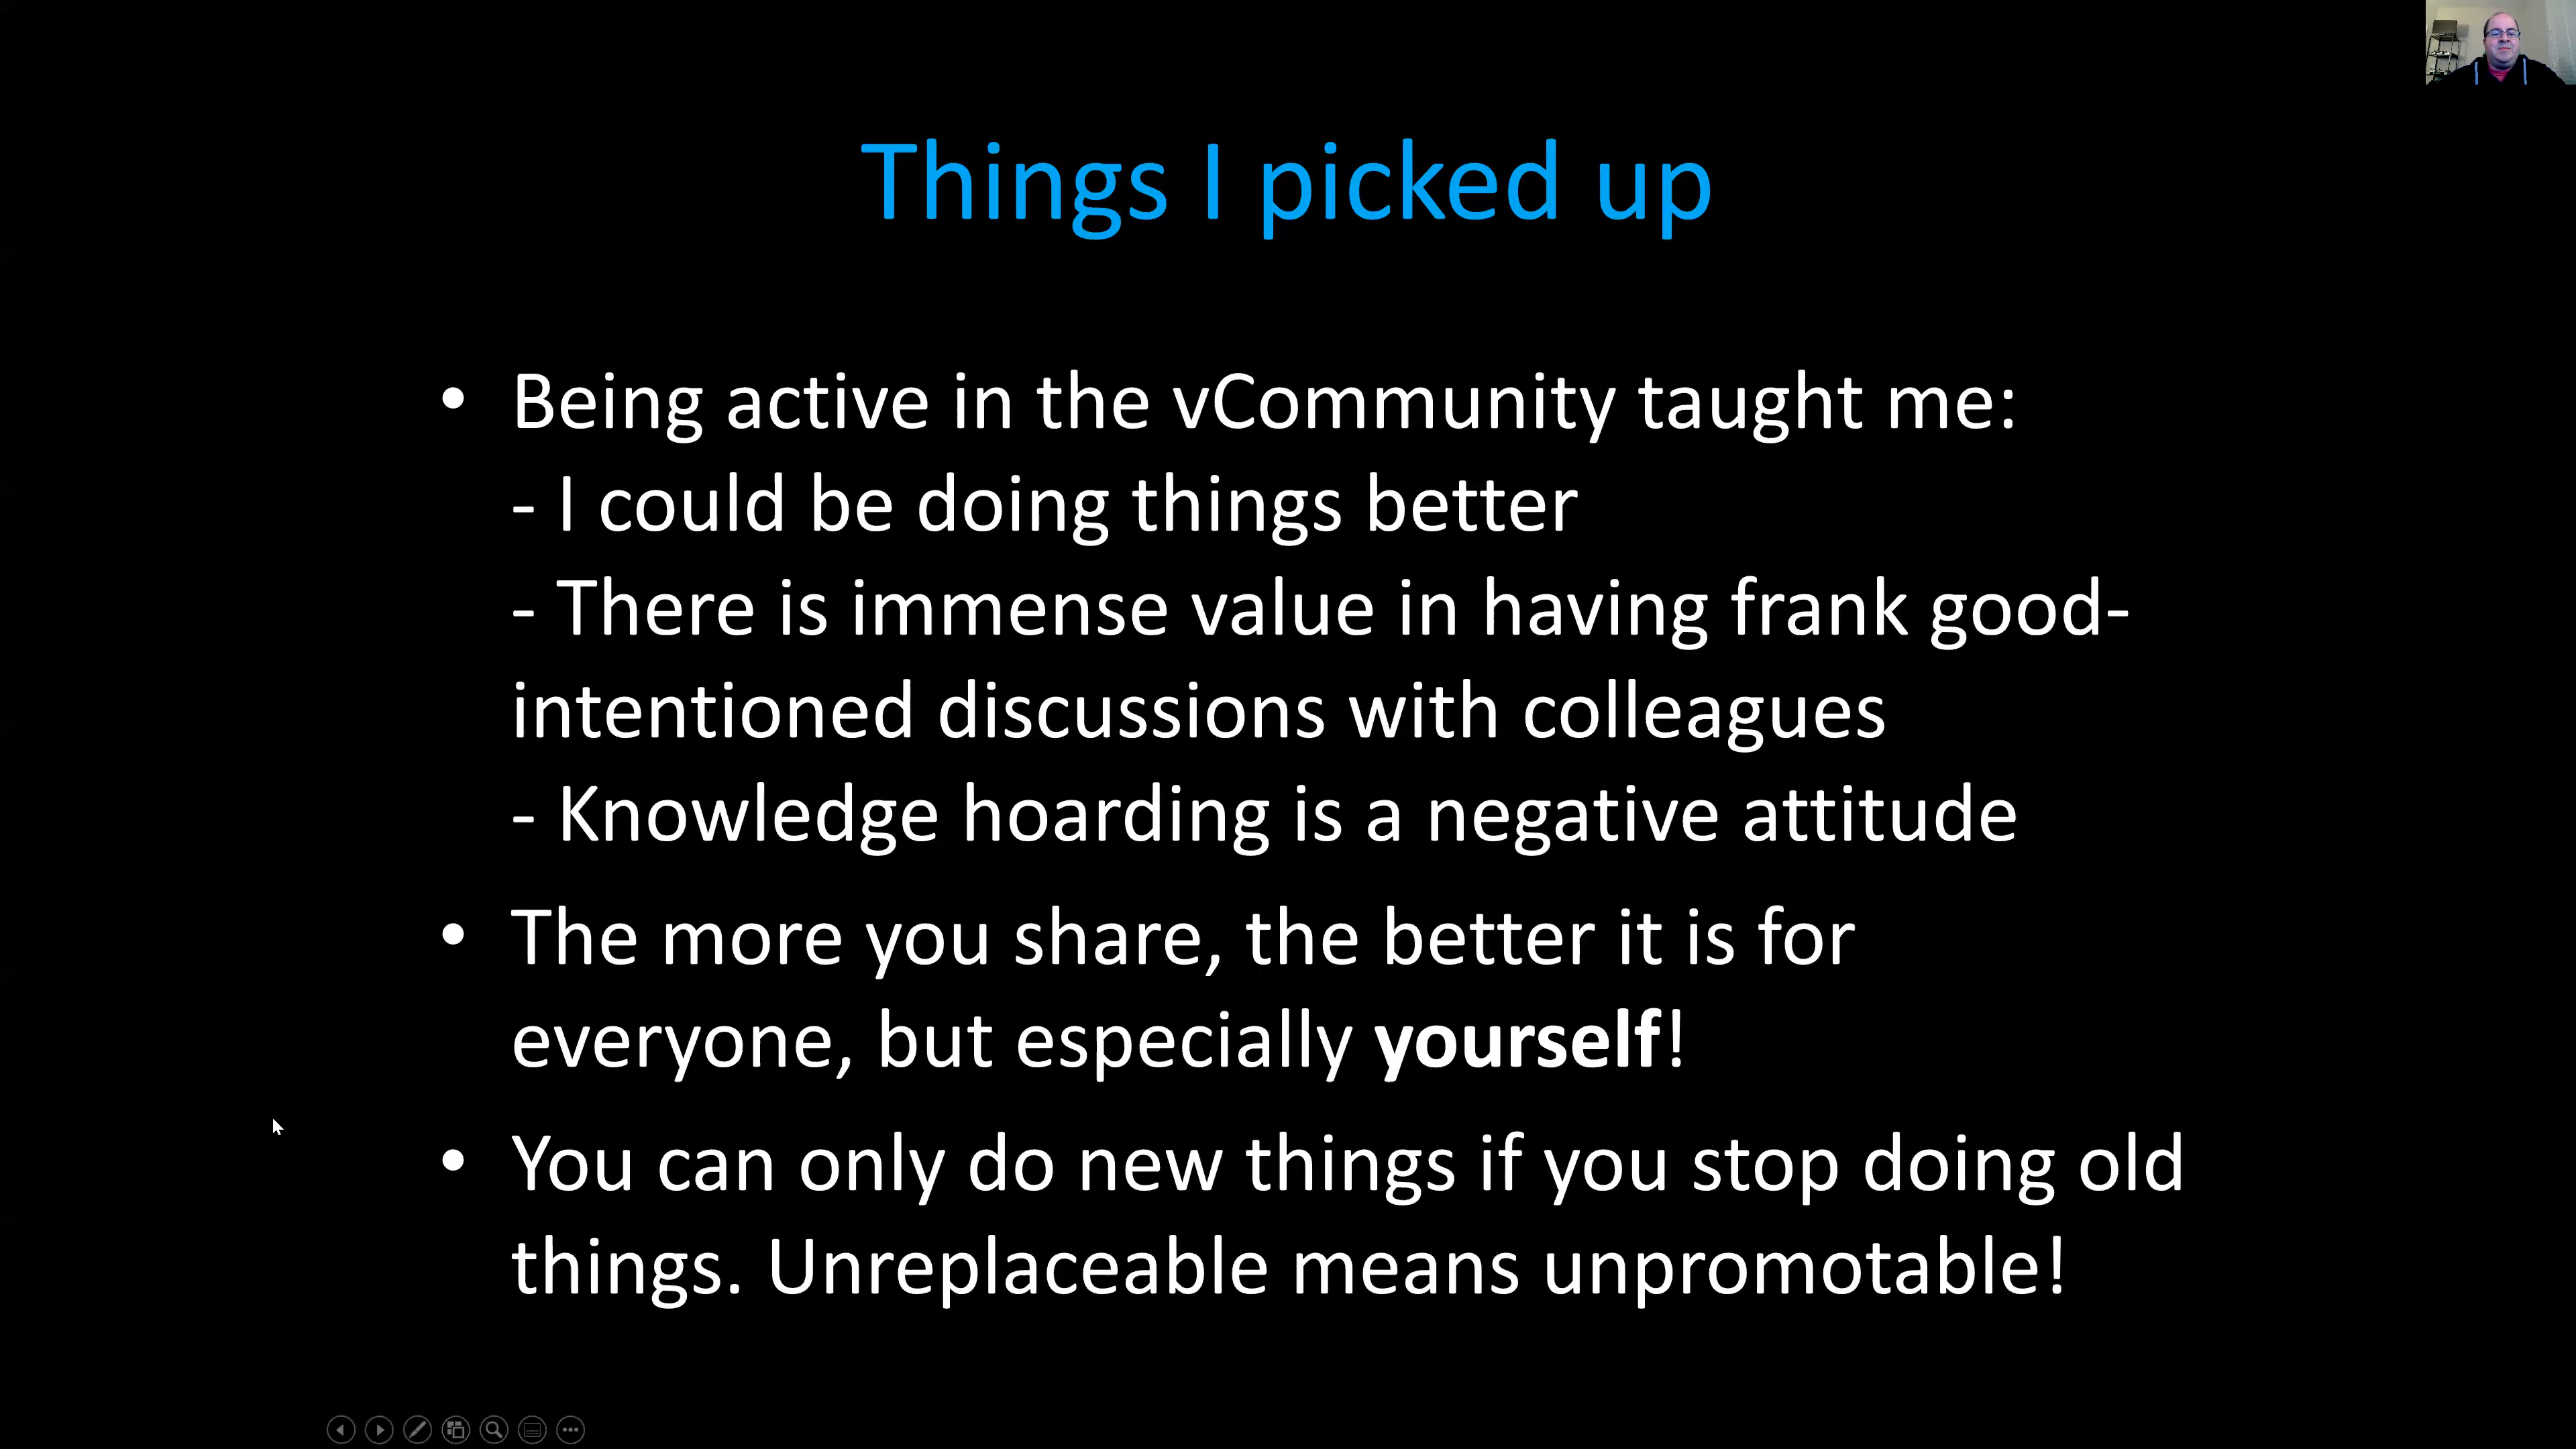 Things I picked up
• Being active in the vCommunity taught me:
- I could be doing things better
- There is immense value in having frank good-
intentioned discussions with colleagues
- Knowledge hoarding is a negative attitude
• The more you share, the better it is for
everyone, but especially yourself!
• You can only do new things if you stop doing old
things. Unreplaceable means unpromotable!